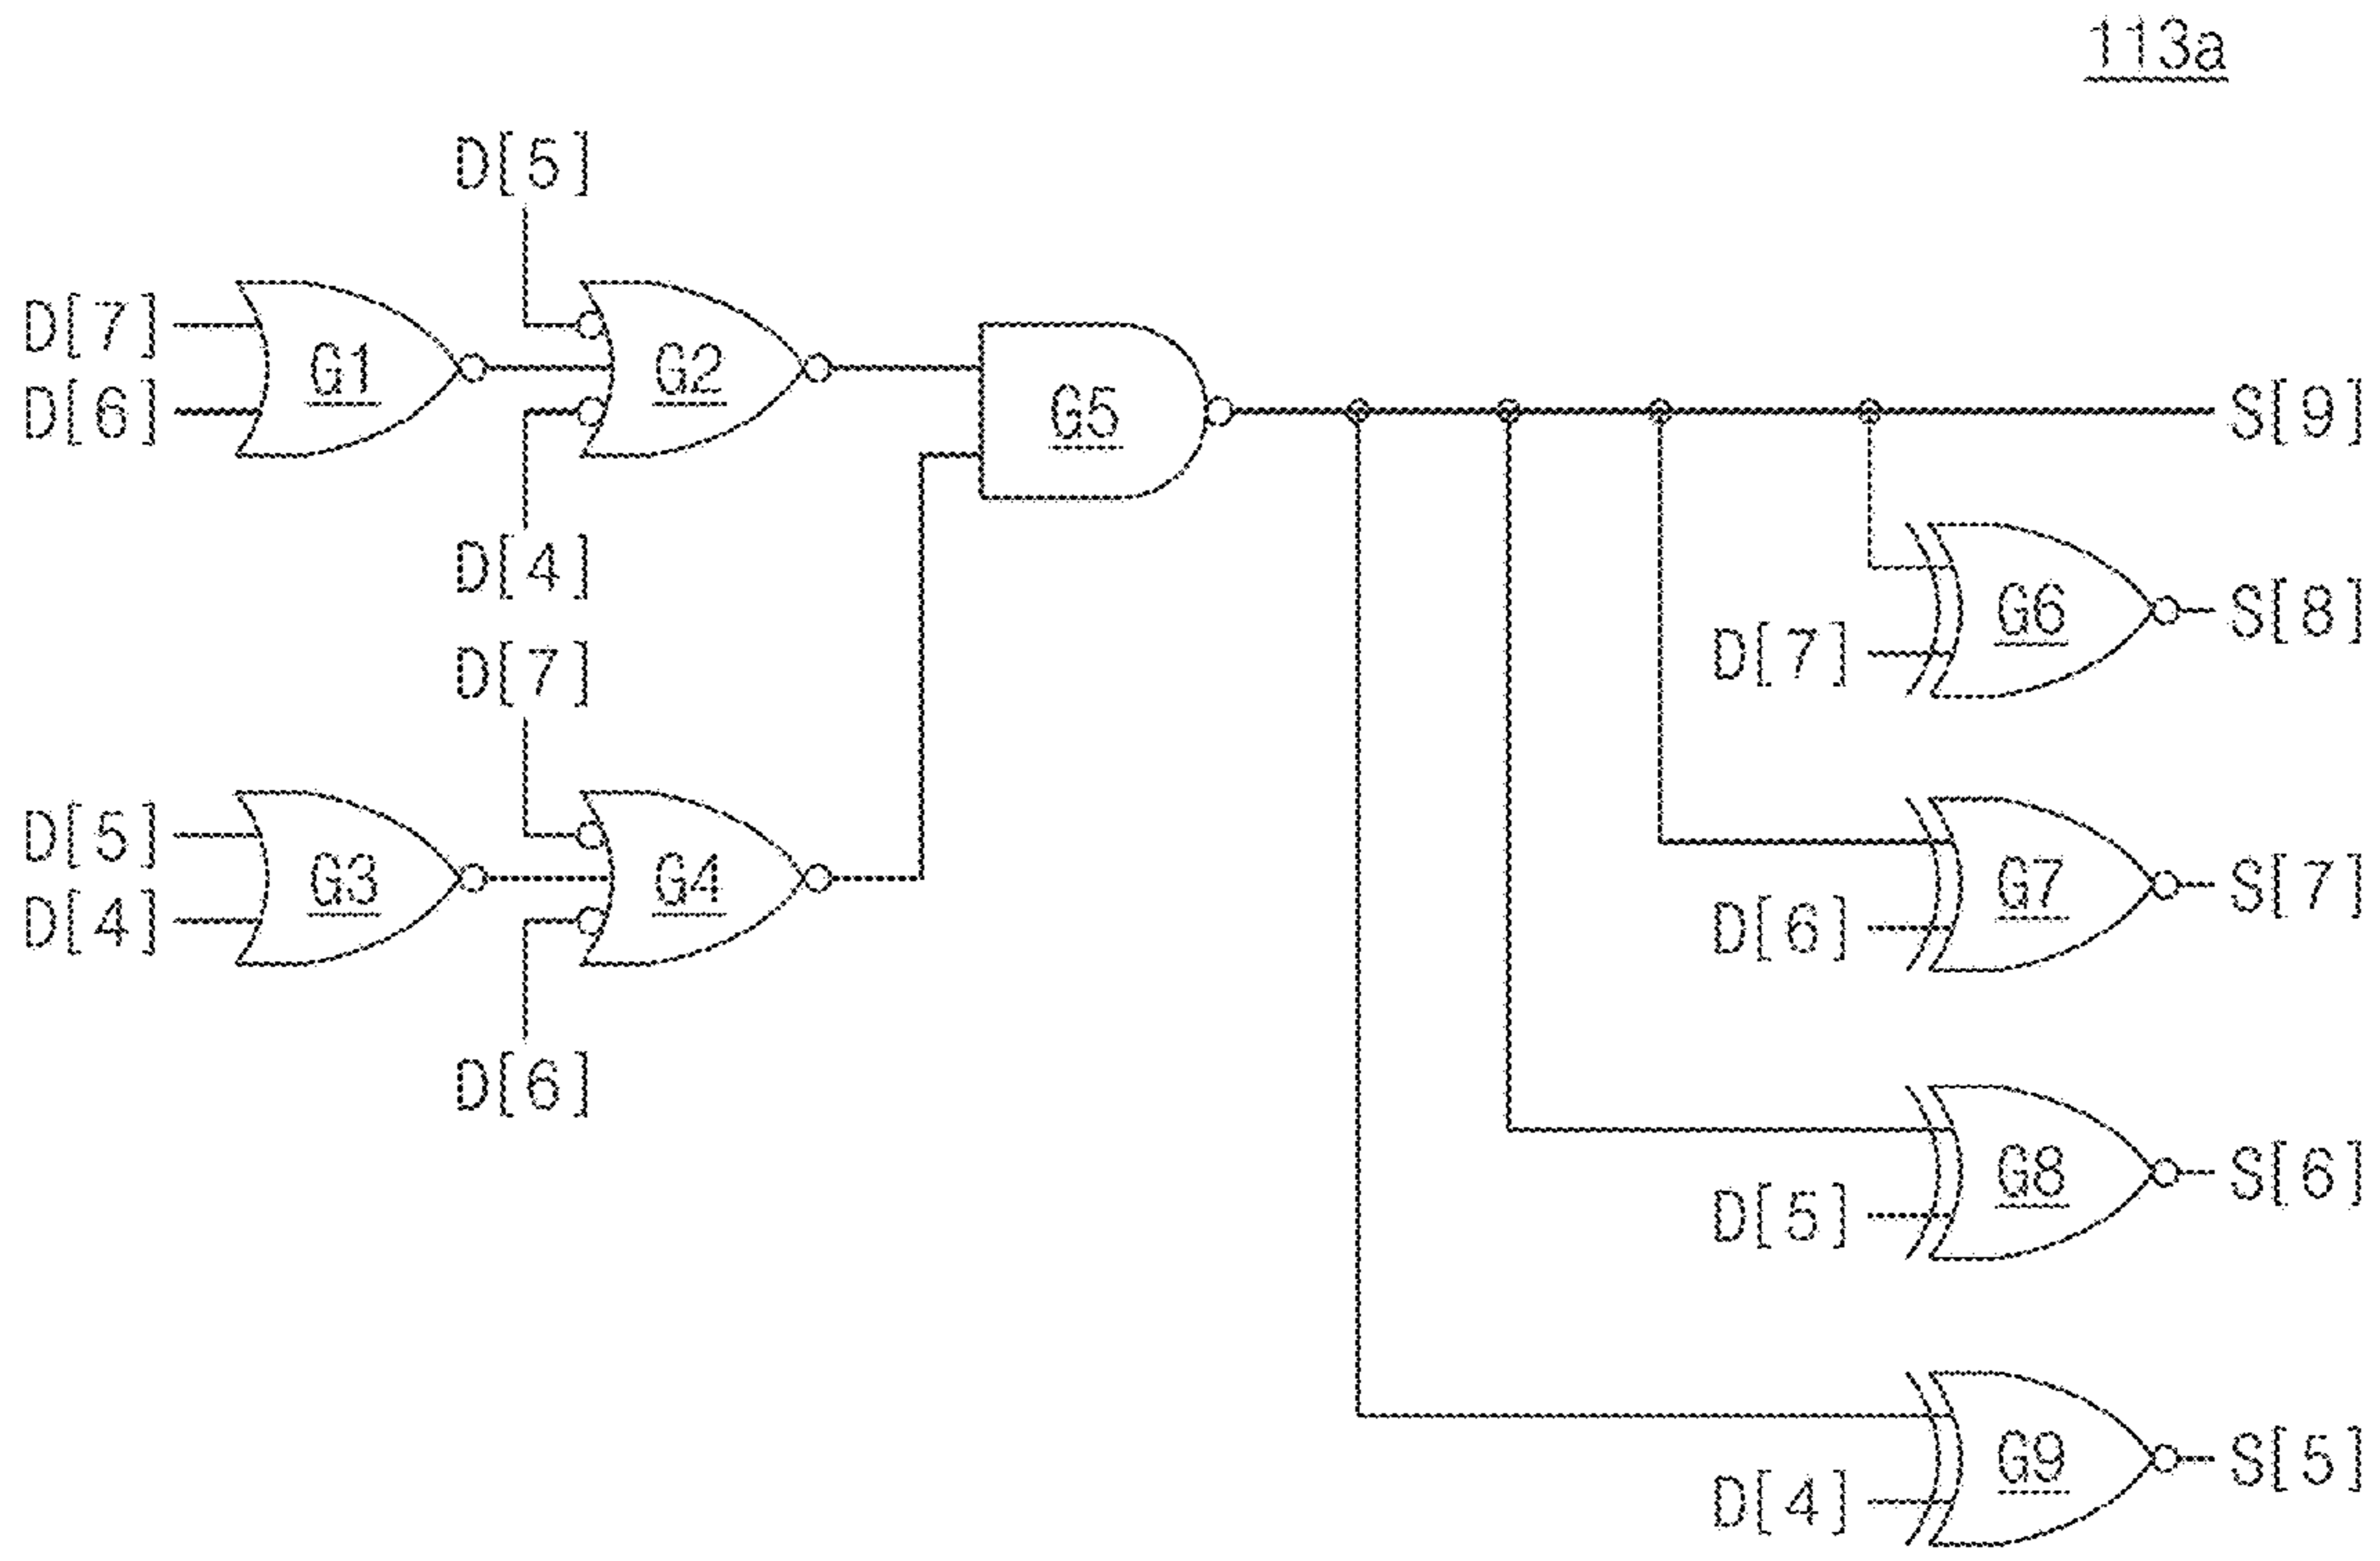 113a
D[5]
D[7]
G1
G2
D[6]
G5
S[9]
D[4]
G6
S[8]
D[7]
D[7]
D[5]
G3
G4
G7
S[7]
D[4]
D[6]
D[6]
G8
S[6]
D[5]
G9
S[5]
D[4]